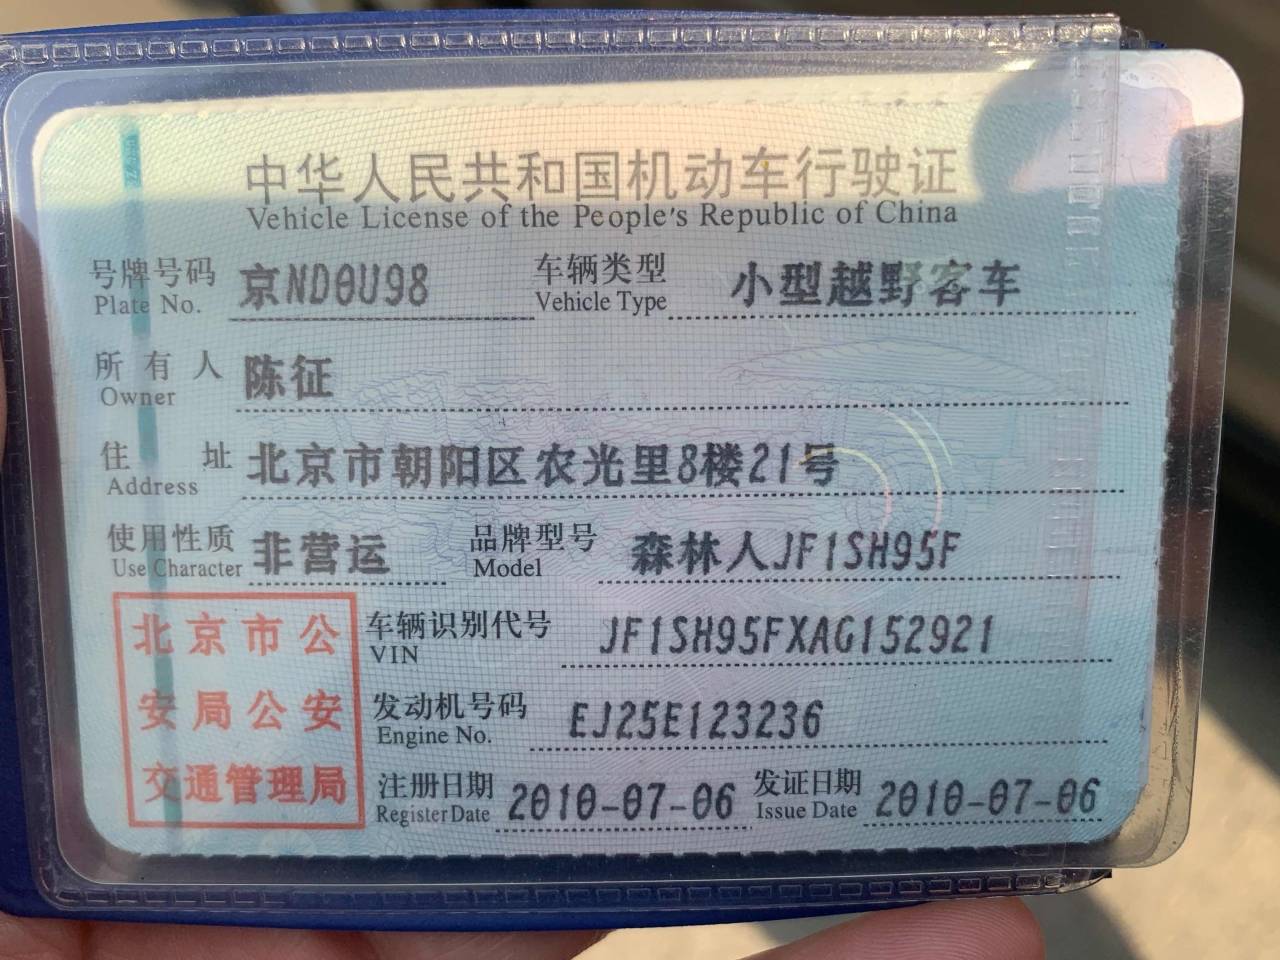 中华人民共和国机动车行驶证
Vehicle License of the People's Republic of China
号牌号码 京ND0U98 车辆类型 小型越野客车
Plate No. Vehicle Type
所有人 陈征
Owner
住址 北京市朝阳区农光里8楼21号
Address
使用性质 非营运 品牌型号 森林人JF1SH95F
Use Character Model
北京市公
安局公安
交通管理局
车辆识别代号 JF1SH95FXAG152921
VIN
发动机号码 EJ25E123236
Engine No.
注册日期 2010-07-06 发证日期 2010-07-06
Register Date Issue Date